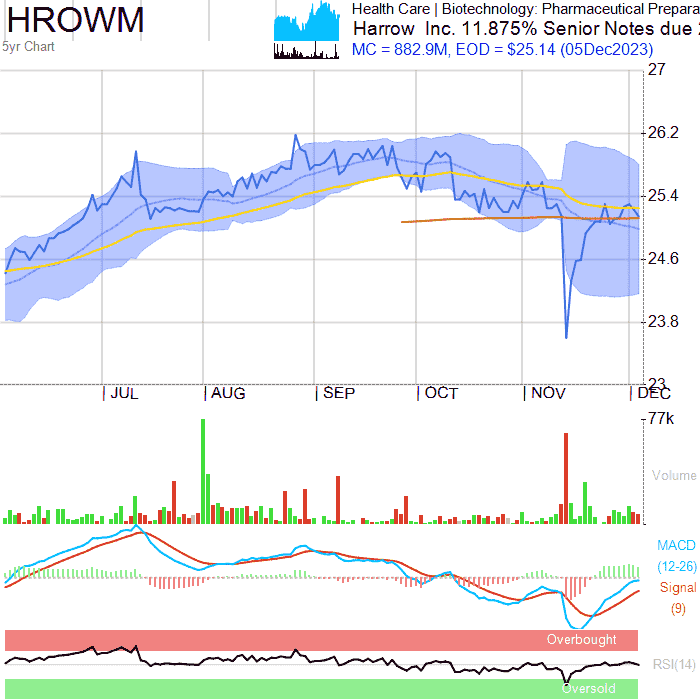 HROWM
5yr Chart
Health Care | Biotechnology: Pharmaceutical Prepara
Harrow Inc. 11.875% Senior Notes due
MC = 882.9M, EOD = $25.14 (05Dec2023)
27
26.2
25.4
24.6
23.8
23
JUL AUG SEP OCT NOV DEC
77k
Volume
MACD
(12-26)
Signal
(9)
Overbought
RSI(14)
Oversold